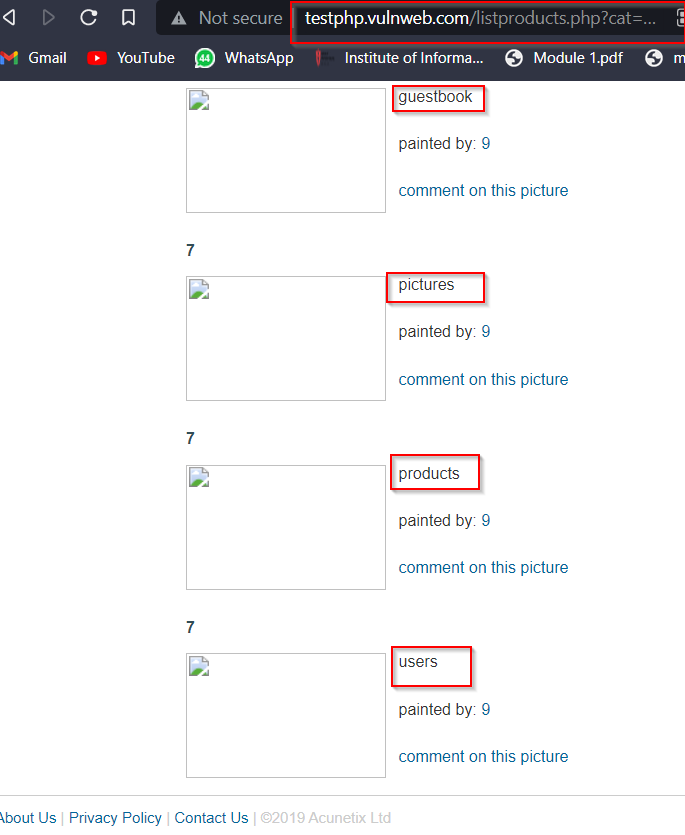 Not secure testphp.vulnweb.com/listproducts.php?cat=...
Gmail YouTube 44 WhatsApp Institute of Informa... Module 1.pdf m
guestbook
painted by: 9
comment on this picture
7
pictures
painted by: 9
comment on this picture
7
products
painted by: 9
comment on this picture
7
users
painted by: 9
comment on this picture
About Us | Privacy Policy | Contact Us | ©2019 Acunetix Ltd